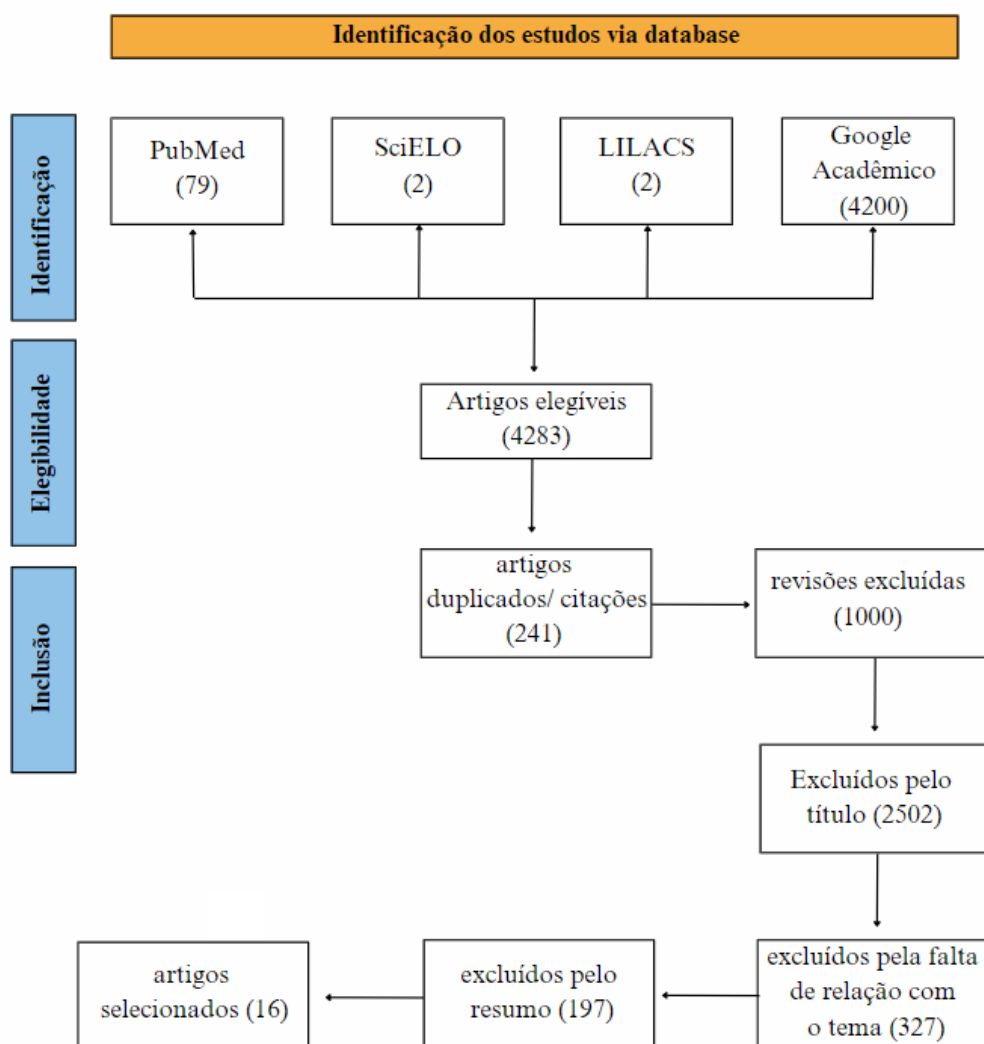 Identificação dos estudos via database
Identificação
PubMed
(79)
SciELO
(2)
LILACS
(2)
Google
Acadêmico
(4200)
Elegibilidade
Artigos elegíveis
(4283)
Inclusão
artigos
duplicados/ citações
(241)
revisões excluídas
(1000)
Excluídos pelo
título (2502)
excluídos pela falta
de relação com
o tema (327)
excluídos pelo
resumo (197)
artigos
selecionados (16)